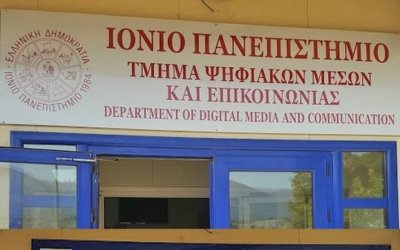 ΕΛΛΗΝΙΚΗ ΔΗΜΟΚΡΑΤΙΑ
ΙΟΝΙΟ ΠΑΝΕΠΙΣΤΗΜΙΟ 1984
ΙΟΝΙΟ ΠΑΝΕΠΙΣΤΗΜΙΟ
ΤΜΗΜΑ ΨΗΦΙΑΚΩΝ ΜΕΣΩΝ
ΚΑΙ ΕΠΙΚΟΙΝΩΝΙΑΣ
DEPARTMENT OF DIGITAL MEDIA AND COMMUNICATION